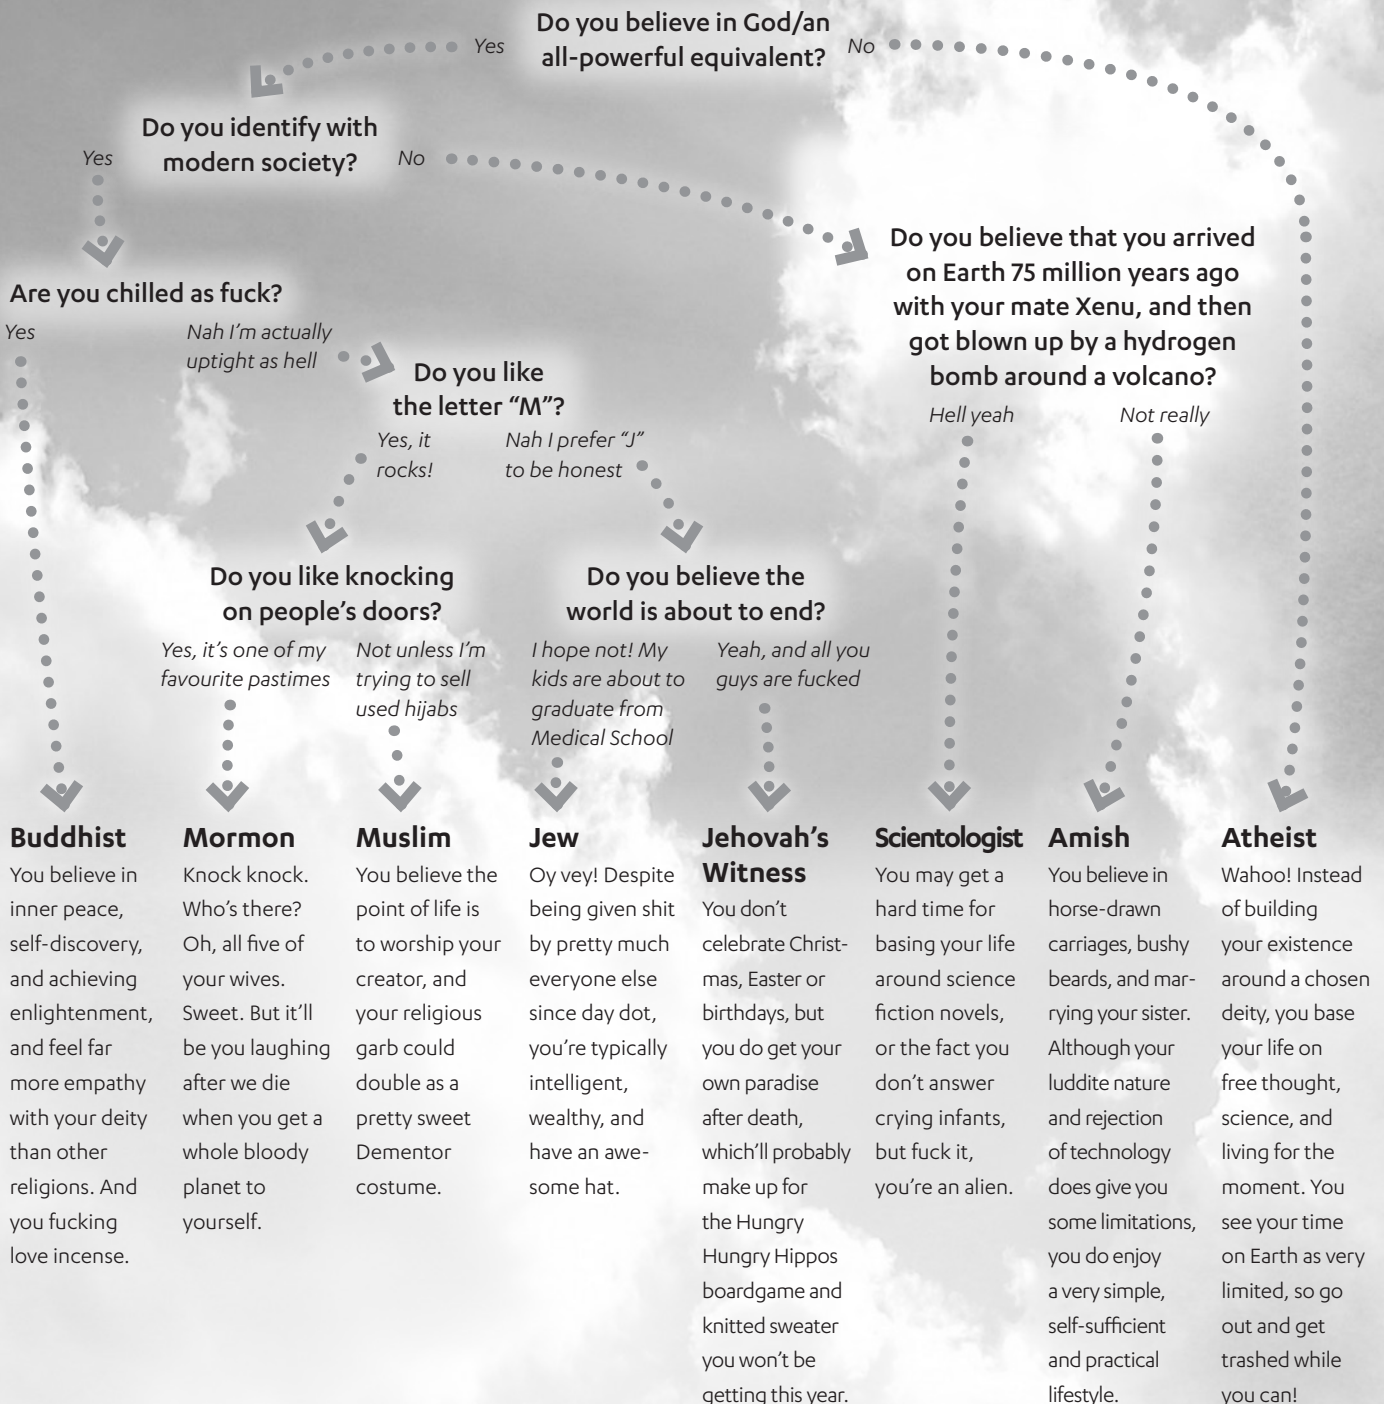 Do you believe in God/an
all-powerful equivalent?
Yes
No
Do you identify with
modern society?
Yes
No
Are you chilled as fuck?
Yes
Nah I'm actually
uptight as hell
Do you believe that you arrived
on Earth 75 million years ago
with your mate Xenu, and then
got blown up by a hydrogen
bomb around a volcano?
Hell yeah
Not really
Do you like
the letter “M”?
Yes, it
rocks!
Nah I prefer “J”
to be honest
Do you like knocking
on people's doors?
Yes, it's one of my
favourite pastimes
Not unless I'm
trying to sell
used hijabs
Do you believe the
world is about to end?
I hope not! My
kids are about to
graduate from
Medical School
Yeah, and all you
guys are fucked
Buddhist
You believe in
inner peace,
self-discovery,
and achieving
enlightenment,
and feel far
more empathy
with your deity
than other
religions. And
you fucking
love incense.
Mormon
Knock knock.
Who's there?
Oh, all five of
your wives.
Sweet. But it'll
be you laughing
after we die
when you get a
whole bloody
planet to
yourself.
Muslim
You believe the
point of life is
to worship your
creator, and
your religious
garb could
double as a
pretty sweet
Dementor
costume.
Jew
Oy vey! Despite
being given shit
by pretty much
everyone else
since day dot,
you're typically
intelligent,
wealthy, and
have an awe-
some hat.
Jehovah's
Witness
You don't
celebrate Christ-
mas, Easter or
birthdays, but
you do get your
own paradise
after death,
which'll probably
make up for
the Hungry
Hungry Hippos
boardgame and
knitted sweater
you won't be
getting this year.
Scientologist
You may get a
hard time for
basing your life
around science
fiction novels,
or the fact you
don't answer
crying infants,
but fuck it,
you're an alien.
Amish
You believe in
horse-drawn
carriages, bushy
beards, and mar-
rying your sister.
Although your
luddite nature
and rejection
of technology
does give you
some limitations,
you do enjoy
a very simple,
self-sufficient
and practical
lifestyle.
Atheist
Wahoo! Instead
of building
your existence
around a chosen
deity, you base
your life on
free thought,
science, and
living for the
moment. You
see your time
on Earth as very
limited, so go
out and get
trashed while
you can!